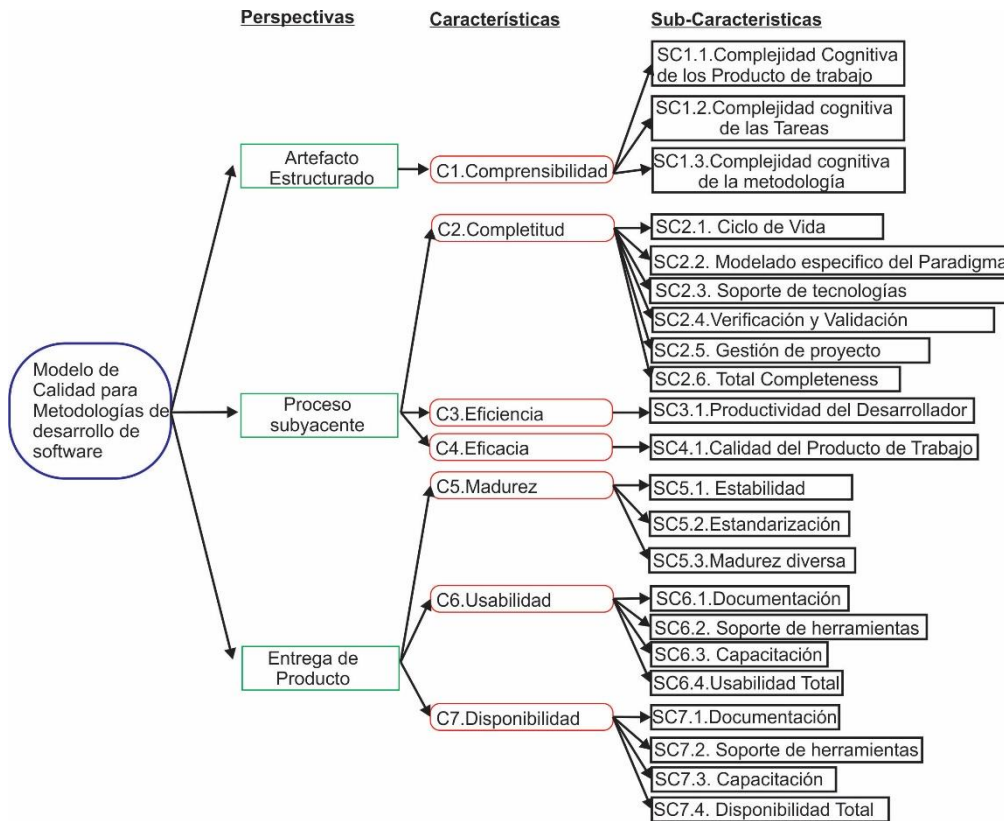 Perspectivas
Características
Sub-Caracteristicas
Modelo de
Calidad para
Metodologías de
desarrollo de
software
Artefacto
Estructurado
C1.Comprensibilidad
SC1.1.Complejidad Cognitiva
de los Producto de trabajo
SC1.2.Complejidad cognitiva
de las Tareas
SC1.3.Complejidad cognitiva
de la metodología
Proceso
subyacente
C2.Completitud
SC2.1. Ciclo de Vida
SC2.2. Modelado especifico del Paradigma
SC2.3. Soporte de tecnologías
SC2.4.Verificación y Validación
SC2.5. Gestión de proyecto
SC2.6. Total Completeness
C3.Eficiencia
SC3.1.Productividad del Desarrollador
C4.Eficacia
SC4.1.Calidad del Producto de Trabajo
Entrega de
Producto
C5.Madurez
SC5.1. Estabilidad
SC5.2.Estandarización
SC5.3.Madurez diversa
C6.Usabilidad
SC6.1.Documentación
SC6.2. Soporte de herramientas
SC6.3. Capacitación
SC6.4.Usabilidad Total
C7.Disponibilidad
SC7.1.Documentación
SC7.2. Soporte de herramientas
SC7.3. Capacitación
SC7.4. Disponibilidad Total